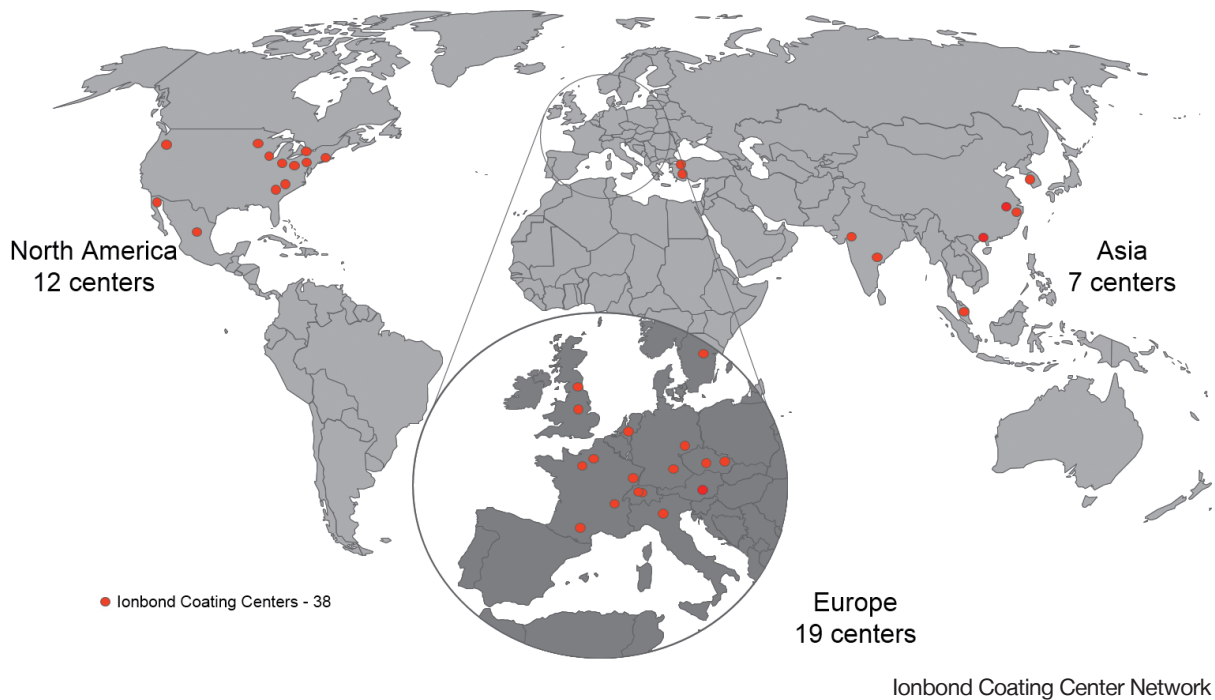 North America
12 centers
Asia
7 centers
Ionbond Coating Centers - 38
Europe
19 centers
Ionbond Coating Center Network